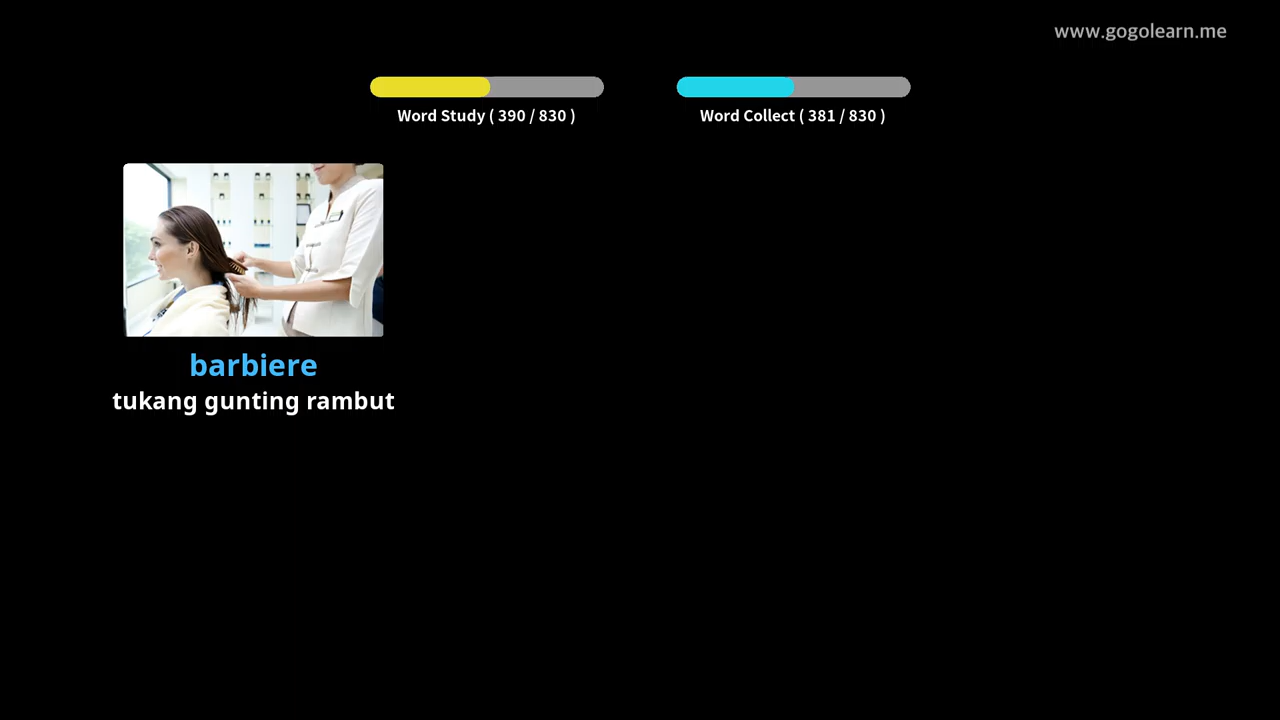 www.gogolearn.me
Word Study ( 390 / 830 )
Word Collect ( 381 / 830 )
barbiere
tukang gunting rambut